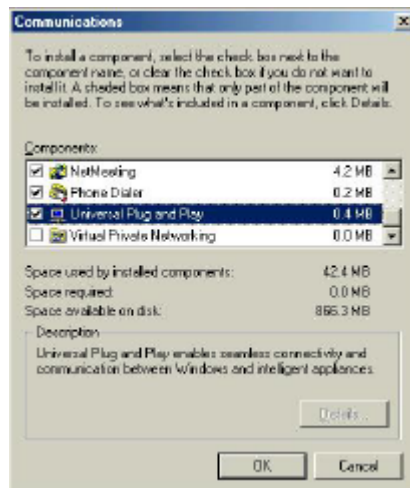 Communications
To install a component, select the check box next to the
component name, or clear the check box if you do not want to
install it. A shaded box means that only part of the component will
be installed. To see what's included in a component, click Details.
Components:
NetMeeting 4.2 MB
Phone Dialer 0.2 MB
Universal Plug and Play 0.4 MB
Virtual Private Networking 0.0 MB
Space used by installed components: 42.4 MB
Space required: 0.0 MB
Space available on disk: 866.3 MB
Description
Universal Plug and Play enables seamless connectivity and
communication between Windows and intelligent appliances.
Details...
OK Cancel